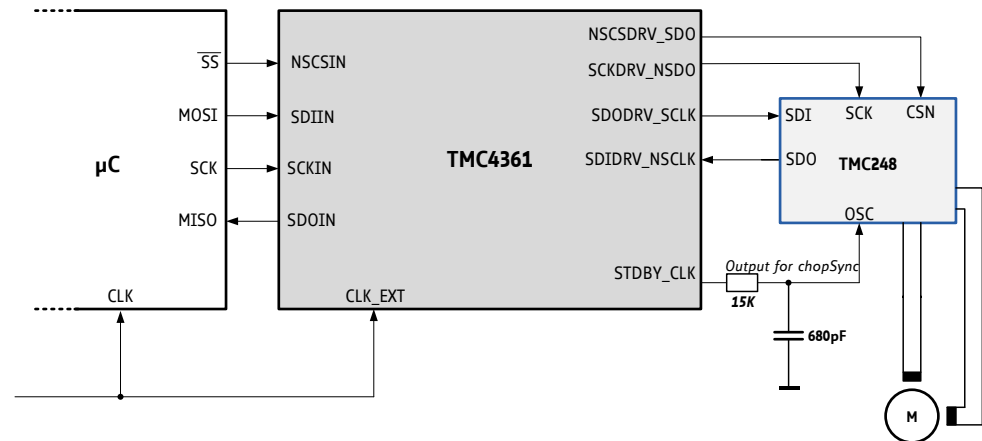 SS
MOSI
SCK
MISO
µC
CLK
NSCSIN
SDIIN
SCKIN
SDOIN
TMC4361
CLK_EXT
NSCSDRV_SDO
SCKDRV_NSDO
SDODRV_SCLK
SDIDRV_NSCLK
STDBY_CLK
SDI
SCK
CSN
SDO
TMC248
OSC
Output for chopSync
15K
680pF
M